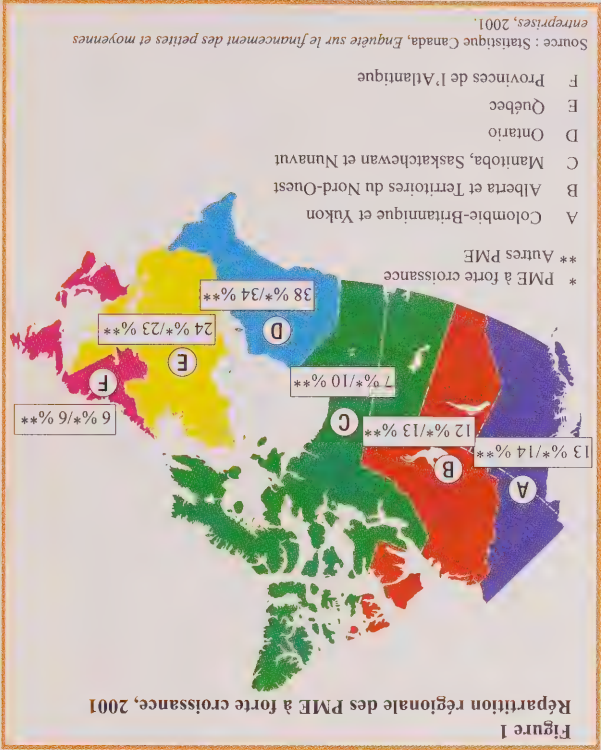 Figure 1
Répartition régionale des PME à forte croissance, 2001
A
13 %*/14 %**
B
12 %*/13 %**
C
7 %*/10 %**
D
38 %*/34 %**
E
24 %*/23 %**
F
6 %*/6 %**
* PME à forte croissance
** Autres PME
A Colombie-Britannique et Yukon
B Alberta et Territoires du Nord-Ouest
C Manitoba, Saskatchewan et Nunavut
D Ontario
E Québec
F Provinces de l'Atlantique
Source : Statistique Canada, Enquête sur le financement des petites et moyennes
entreprises, 2001.